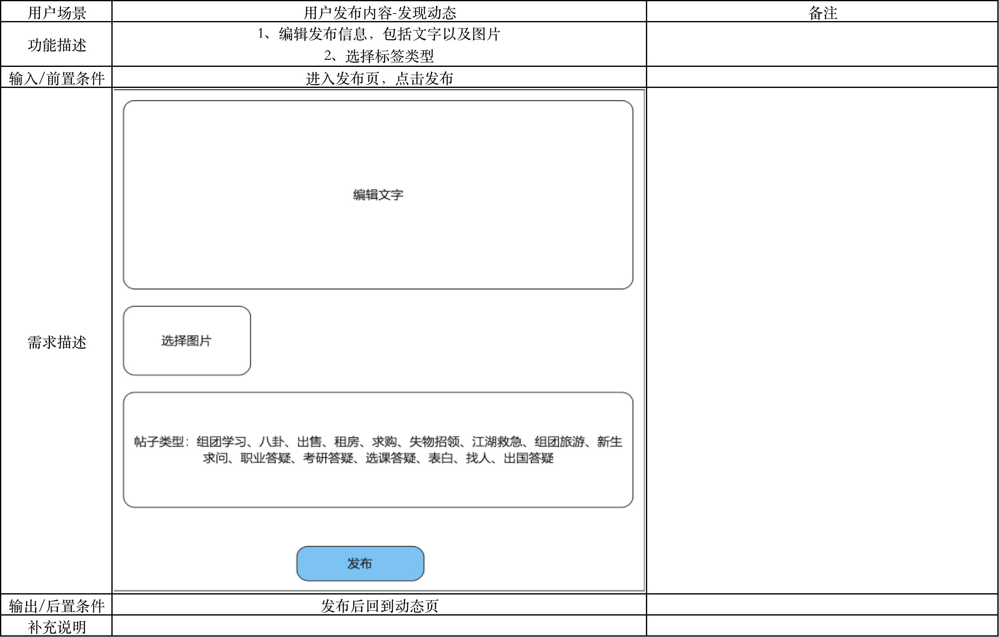 用户场景 用户发布内容-发现动态 备注
功能描述 1、编辑发布信息，包括文字以及图片
2、选择标签类型
输入/前置条件 进入发布页，点击发布
需求描述
编辑文字
选择图片
帖子类型：组团学习、八卦、出售、租房、求购、失物招领、江湖救急、组团旅游、新生
求问、职业答疑、考研答疑、选课答疑、表白、找人、出国答疑
发布
输出/后置条件 发布后回到动态页
补充说明